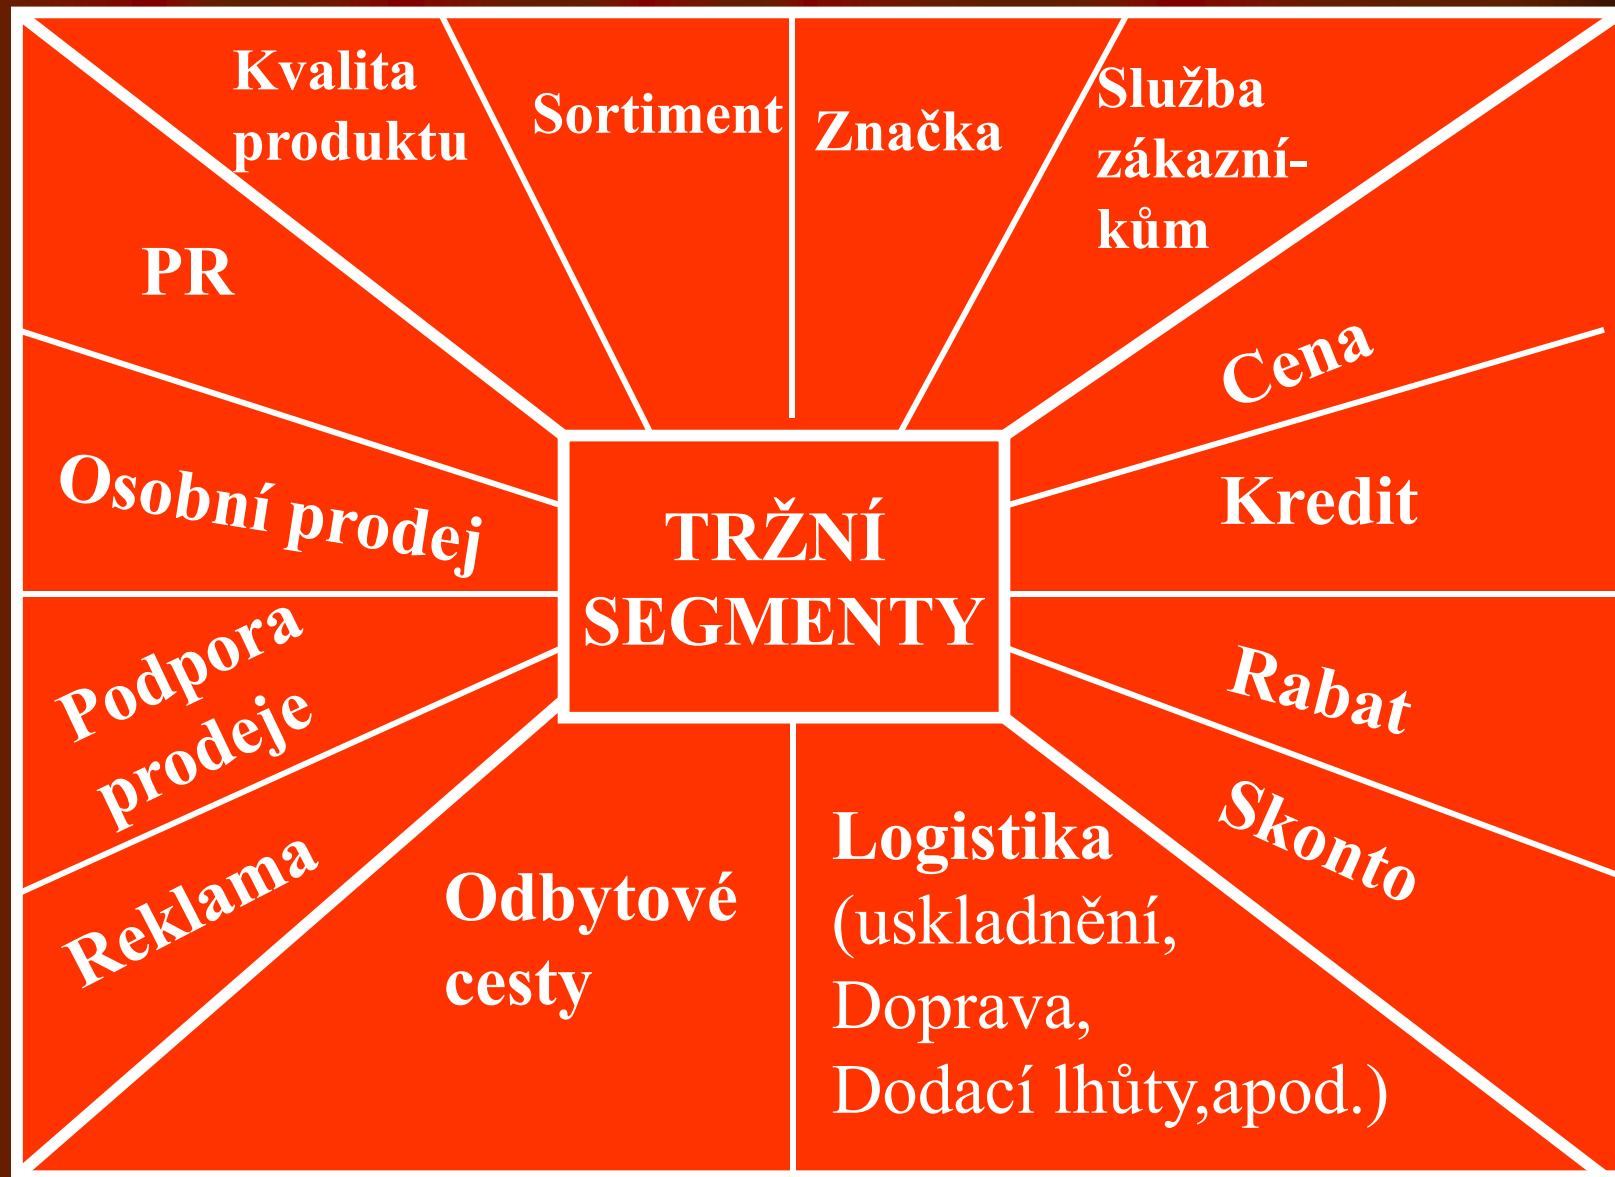 Kvalita
produktu
Sortiment
Značka
Služba
zákazní-
kům
PR
Cena
Osobní prodej
Kredit
TRŽNÍ
SEGMENTY
Podpora
prodeje
Rabat
Reklama
Skonto
Odbytové
cesty
Logistika
(uskladnění,
Doprava,
Dodací lhůty,apod.)